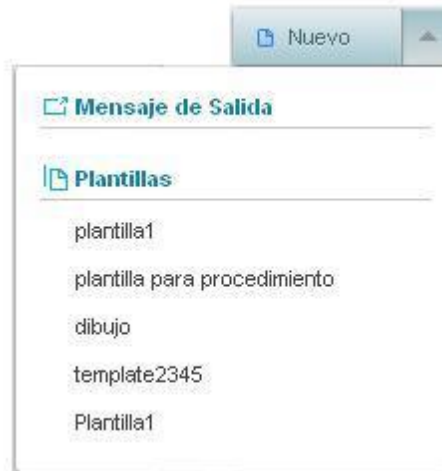 Nuevo
Mensaje de Salida
Plantillas
plantilla1
plantilla para procedimiento
dibujo
template2345
Plantilla1